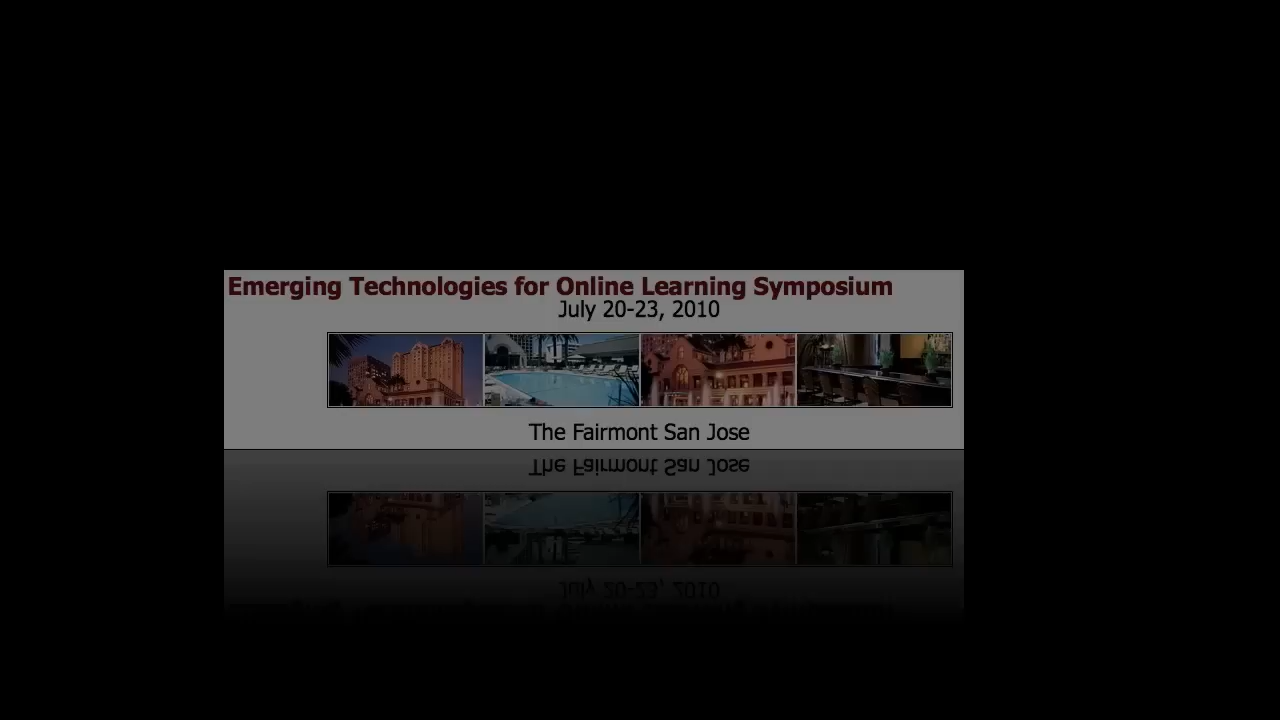 Emerging Technologies for Online Learning Symposium
July 20-23, 2010
The Fairmont San Jose